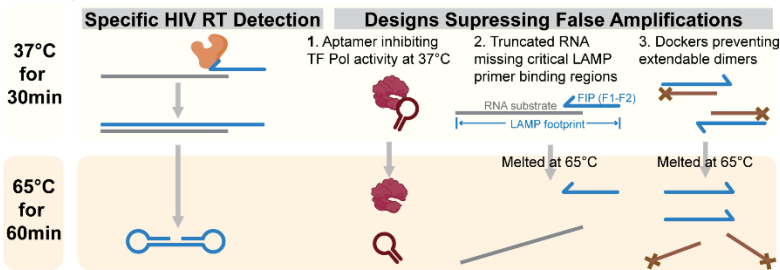 Specific HIV RT Detection
Designs Supressing False Amplifications
37°C
for
30min
1. Aptamer inhibiting
TF Pol activity at 37°C
2. Truncated RNA
missing critical LAMP
primer binding regions
3. Dockers preventing
extendable dimers
RNA substrate
FIP (F1-F2)
LAMP footprint
Melted at 65°C
Melted at 65°C
65°C
for
60min